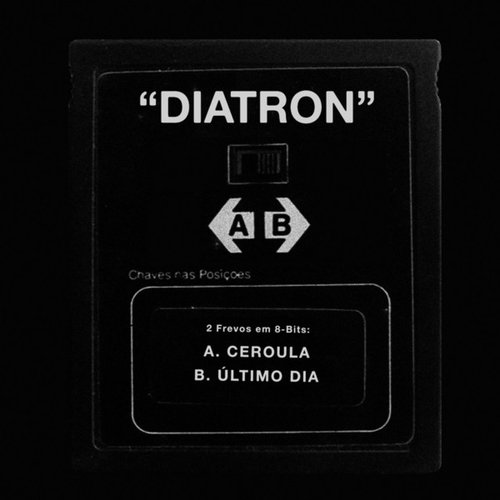 “DIATRON”
A B
Chaves nas Posições
2 Frevos em 8-Bits:
A. CEROULA
B. ÚLTIMO DIA